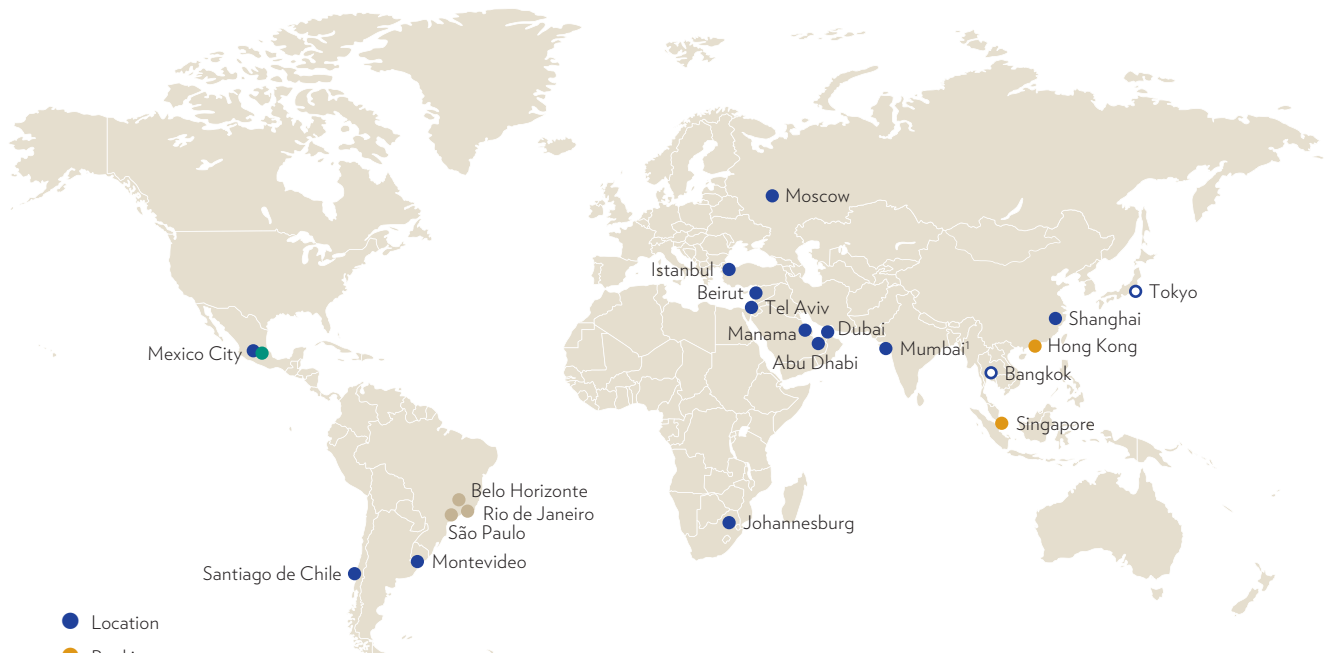 Moscow
Istanbul
Beirut
Tel Aviv
Tokyo
Shanghai
Manama
Dubai
Hong Kong
Mumbai¹
Mexico City
Abu Dhabi
Bangkok
Singapore
Belo Horizonte
Rio de Janeiro
Johannesburg
São Paulo
Montevideo
Santiago de Chile
Location